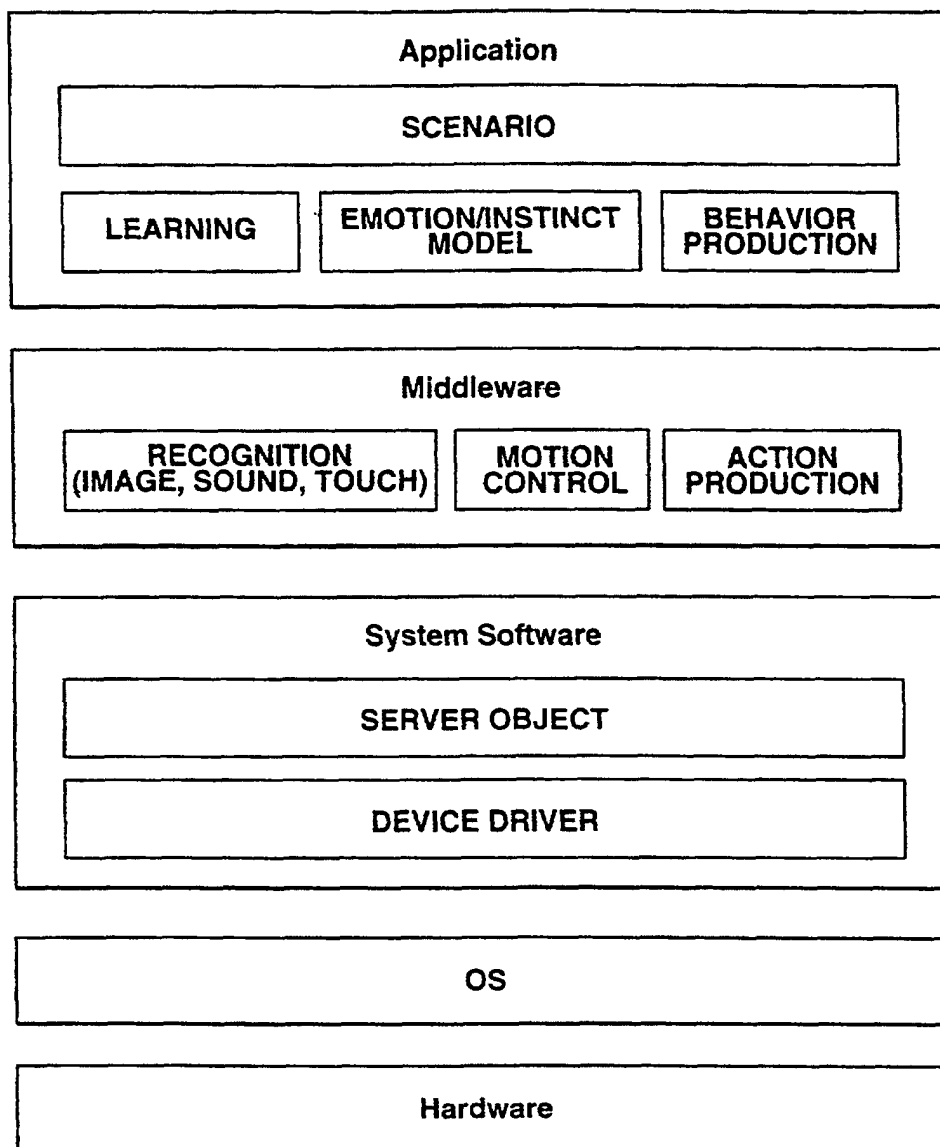 Application
SCENARIO
LEARNING
EMOTION/INSTINCT
MODEL
BEHAVIOR
PRODUCTION
Middleware
RECOGNITION
(IMAGE, SOUND, TOUCH)
MOTION
CONTROL
ACTION
PRODUCTION
System Software
SERVER OBJECT
DEVICE DRIVER
OS
Hardware